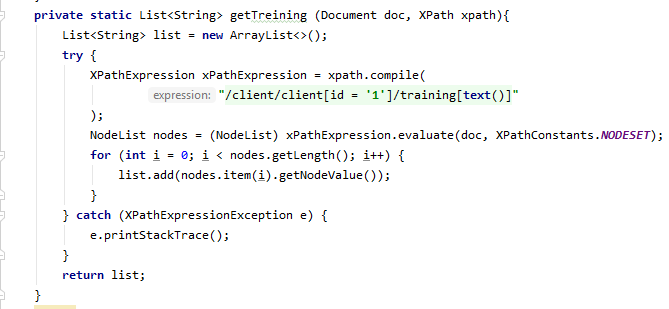 private static List<String> getTreining (Document doc, XPath xpath){
List<String> list = new ArrayList<>();
try {
XPathExpression xPathExpression = xpath.compile(
expression: "/client/client[id = '1']/training[text()]"
);
NodeList nodes = (NodeList) xPathExpression.evaluate(doc, XPathConstants.NODESET);
for (int i = 0; i < nodes.getLength(); i++) {
list.add(nodes.item(i).getNodeValue());
}
} catch (XPathExpressionException e) {
e.printStackTrace();
}
return list;
}